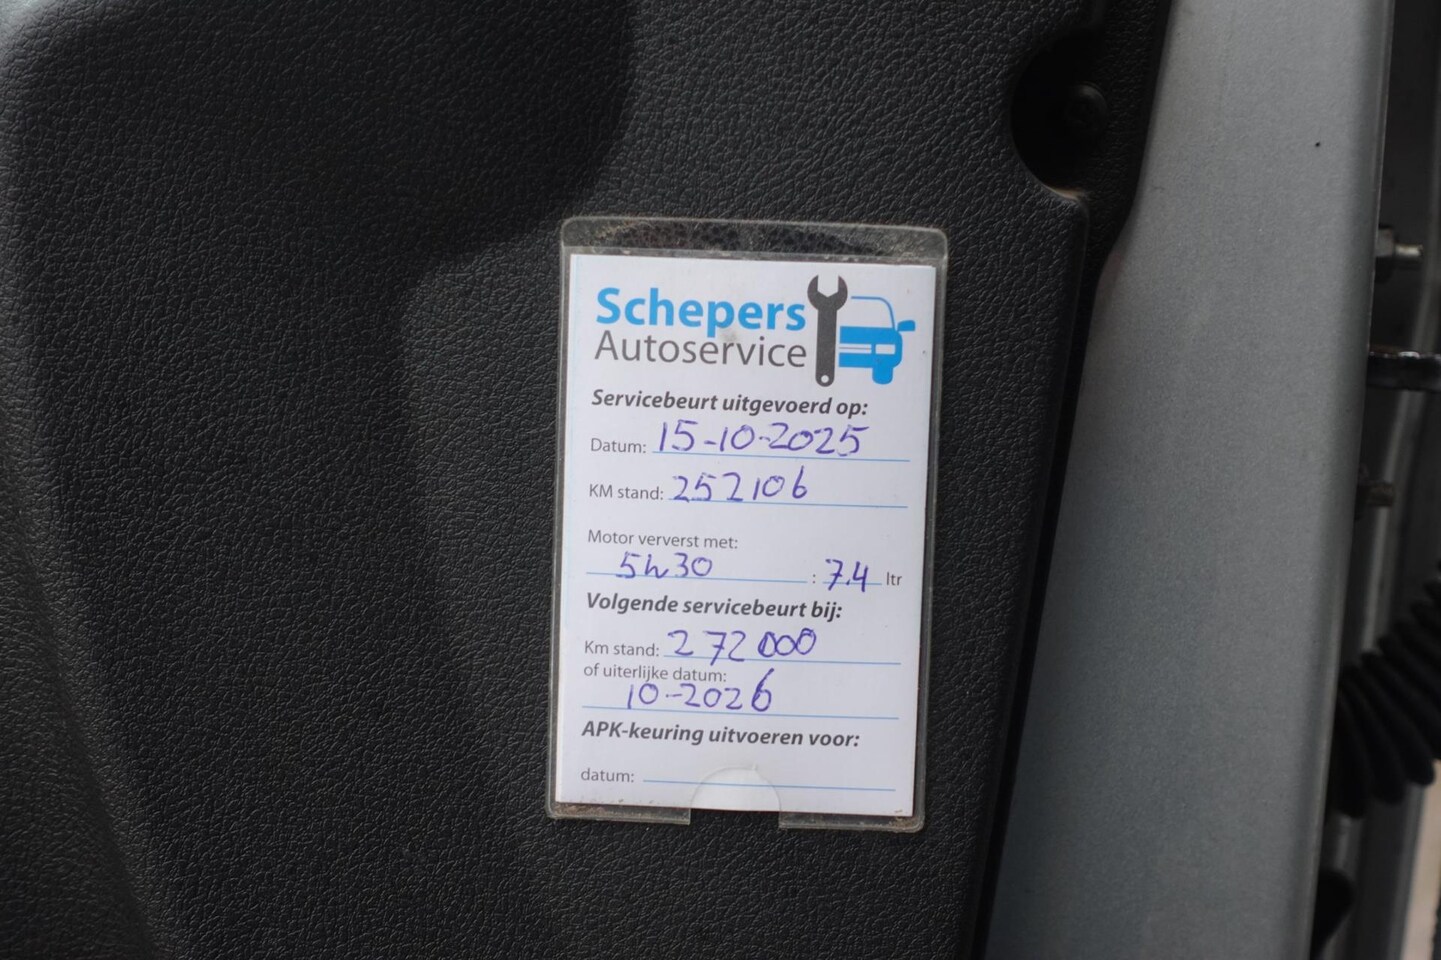 Schepers
Autoservice
Servicebeurt uitgevoerd op:
Datum: 15-10-2025
KM stand: 252106
Motor ververst met:
5w30 : 7.4 ltr
Volgende servicebeurt bij:
Km stand: 272000
of uiterlijke datum:
10-2026
APK-keuring uitvoeren voor:
datum: